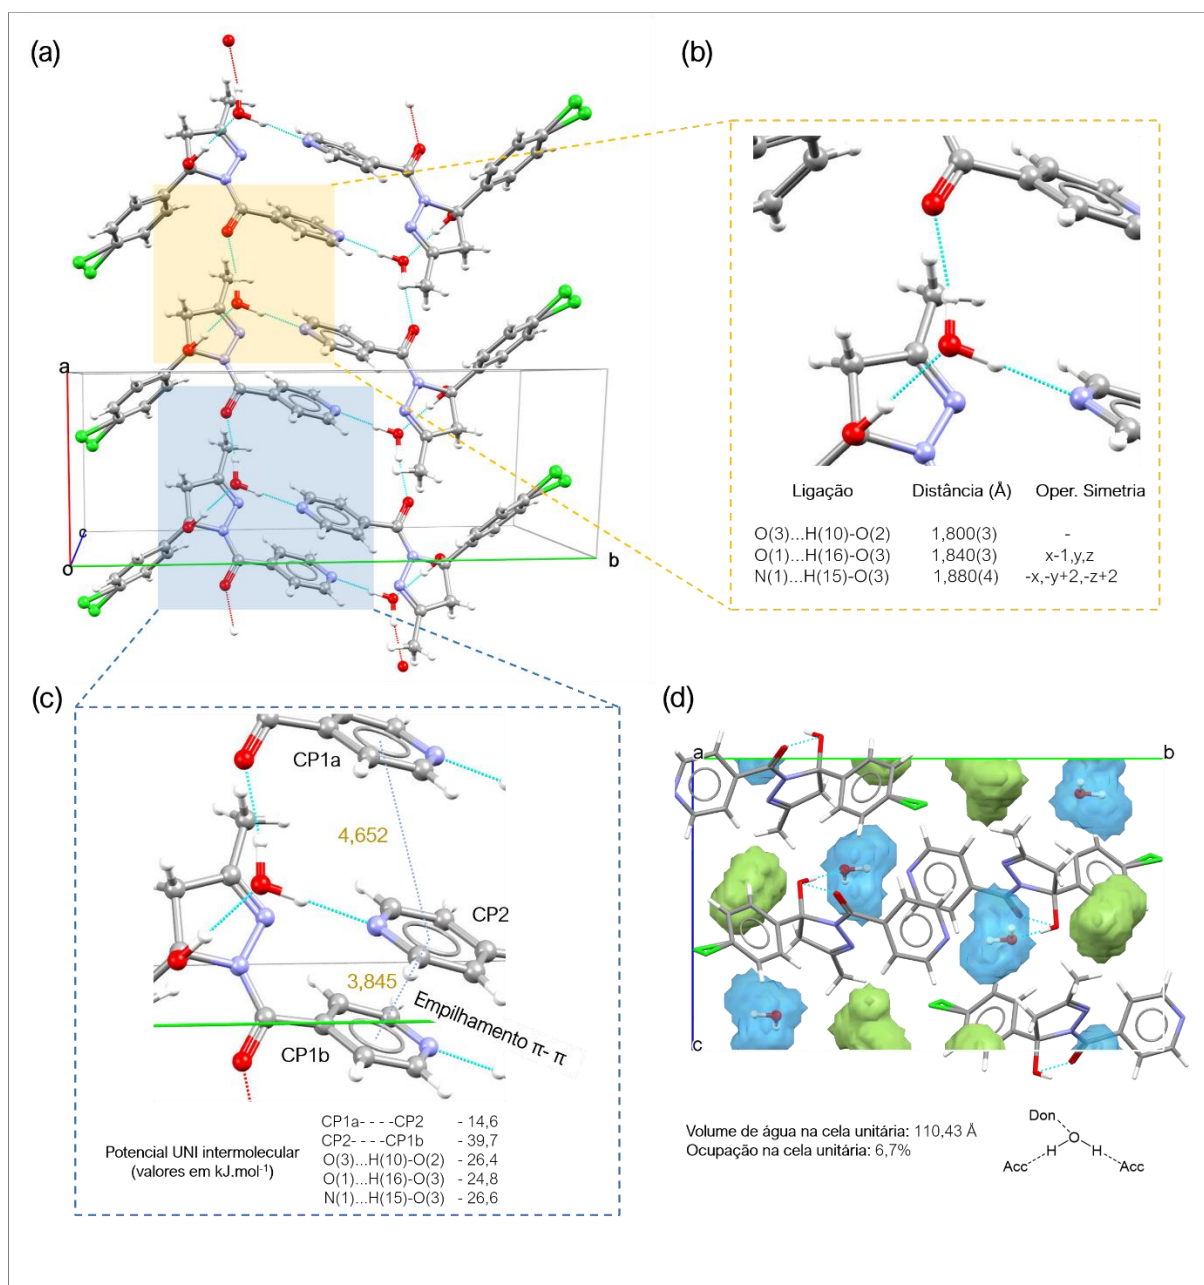 (a)
a
c
o
b
(b)
Ligação Distância (Å) Oper. Simetria
O(3)...H(10)-O(2) 1,800(3) -
O(1)...H(16)-O(3) 1,840(3) x-1,y,z
N(1)...H(15)-O(3) 1,880(4) -x,-y+2,-z+2
(c)
CP1a
4,652
CP2
3,845
Empilhamento π- π
CP1b
Potencial UNI intermolecular
(valores em kJ.mol⁻¹)
CP1a- - - -CP2 - 14,6
CP2- - - -CP1b - 39,7
O(3)...H(10)-O(2) - 26,4
O(1)...H(16)-O(3) - 24,8
N(1)...H(15)-O(3) - 26,6
(d)
a
b
c
Volume de água na cela unitária: 110,43 Å
Ocupação na cela unitária: 6,7%
Don
H O H
Acc Acc